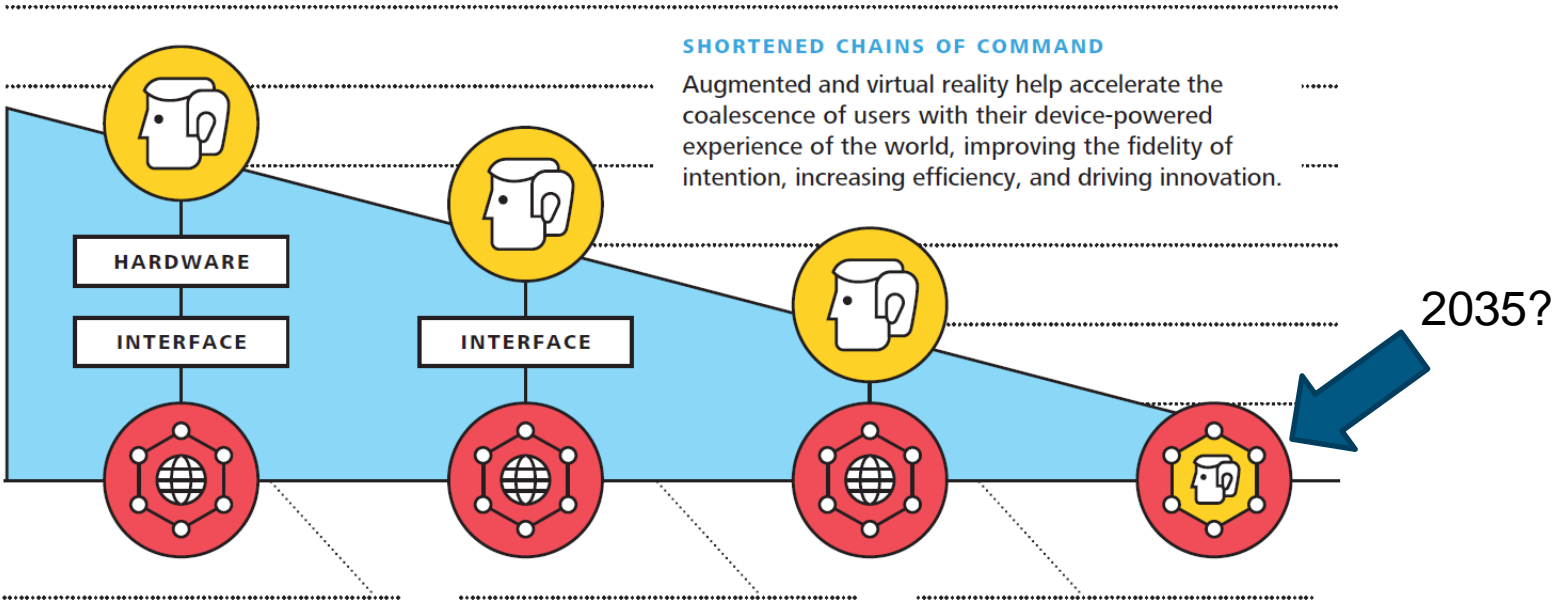 SHORTENED CHAINS OF COMMAND
Augmented and virtual reality help accelerate the
coalescence of users with their device-powered
experience of the world, improving the fidelity of
intention, increasing efficiency, and driving innovation.
HARDWARE
INTERFACE
INTERFACE
2035?